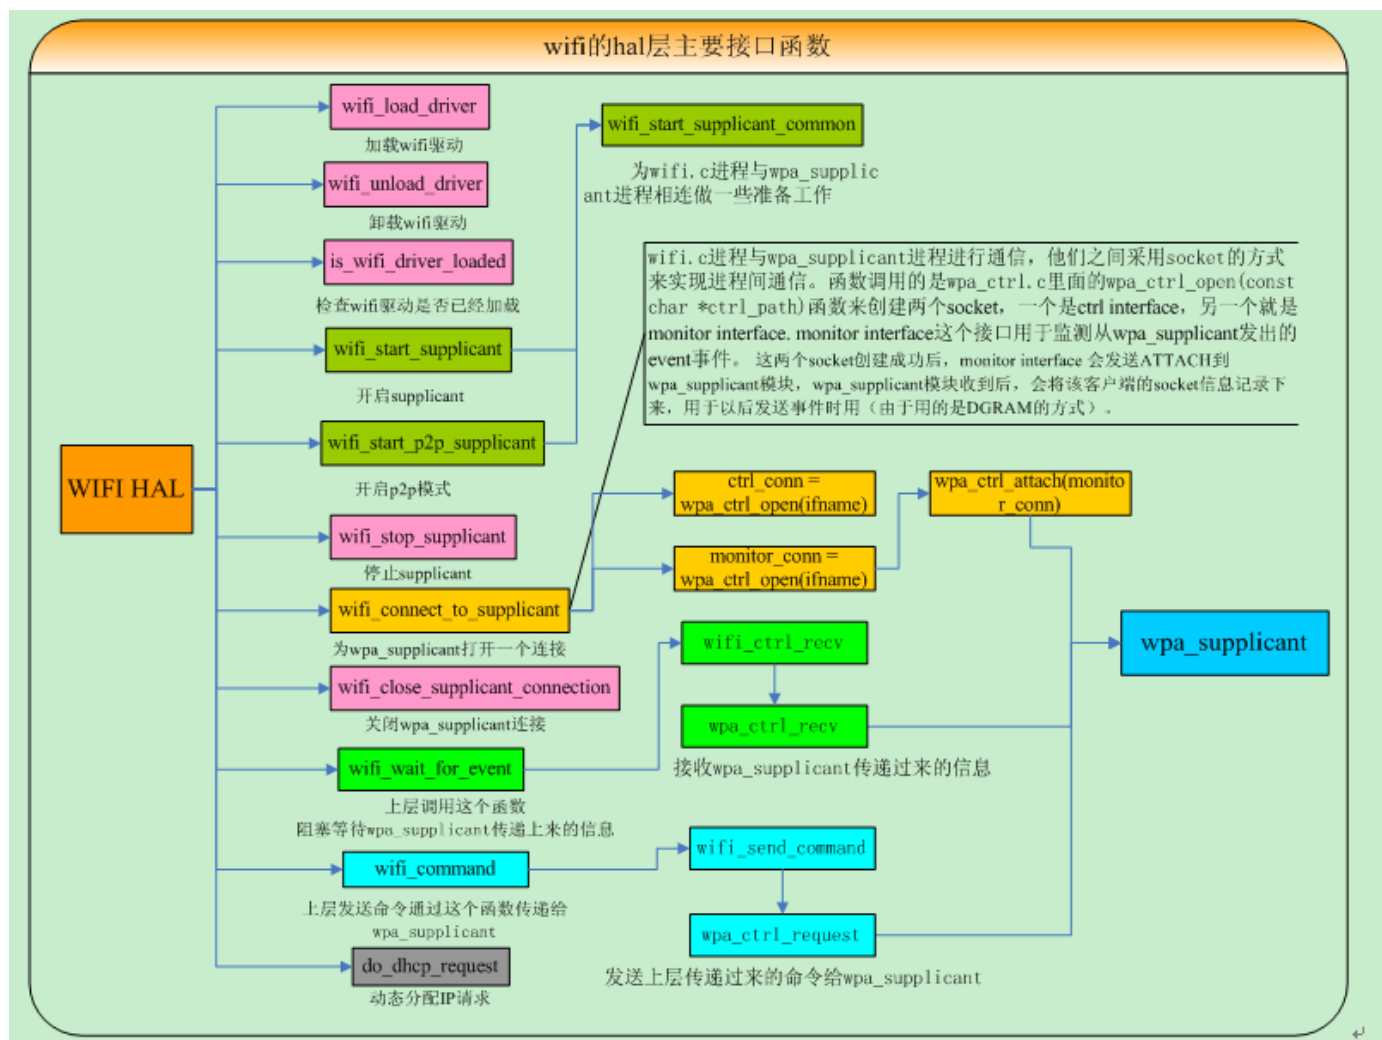 wifi的hal层主要接口函数
WIFI HAL
wifi_load_driver
加载wifi驱动
wifi_unload_driver
卸载wifi驱动
is_wifi_driver_loaded
检查wifi驱动是否已经加载
wifi_start_supplicant
开启supplicant
wifi_start_p2p_supplicant
开启p2p模式
wifi_stop_supplicant
停止supplicant
wifi_connect_to_supplicant
为wpa_supplicant打开一个连接
wifi_close_supplicant_connection
关闭wpa_supplicant连接
wifi_wait_for_event
上层调用这个函数
阻塞等待wpa_supplicant传递上来的信息
wifi_command
上层发送命令通过这个函数传递给
wpa_supplicant
do_dhcp_request
动态分配IP请求
wifi_start_supplicant_common
为wifi.c进程与wpa_supplic
ant进程相连做一些准备工作
wifi.c进程与wpa_supplicant进程进行通信，他们之间采用socket的方式
来实现进程间通信。函数调用的是wpa_ctrl.c里面的wpa_ctrl_open(const
char *ctrl_path)函数来创建两个socket，一个是ctrl interface，另一个就是
monitor interface. monitor interface这个接口用于监测从wpa_supplicant发出的
event事件。 这两个socket创建成功后，monitor interface 会发送ATTACH到
wpa_supplicant模块，wpa_supplicant模块收到后，会将该客户端的socket信息记录下
来，用于以后发送事件时用（由于用的是DGRAM的方式）。
ctrl_conn =
wpa_ctrl_open(ifname)
monitor_conn =
wpa_ctrl_open(ifname)
wpa_ctrl_attach(monito
r_conn)
wifi_ctrl_recv
wpa_ctrl_recv
接收wpa_supplicant传递过来的信息
wifi_send_command
wpa_ctrl_request
发送上层传递过来的命令给wpa_supplicant
wpa_supplicant